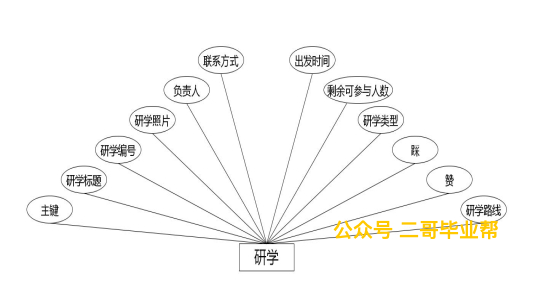 联系方式
出发时间
负责人
剩余可参与人数
研学照片
研学类型
研学编号
踩
研学标题
赞
主键
研学路线
公众号 二哥毕业帮
研学